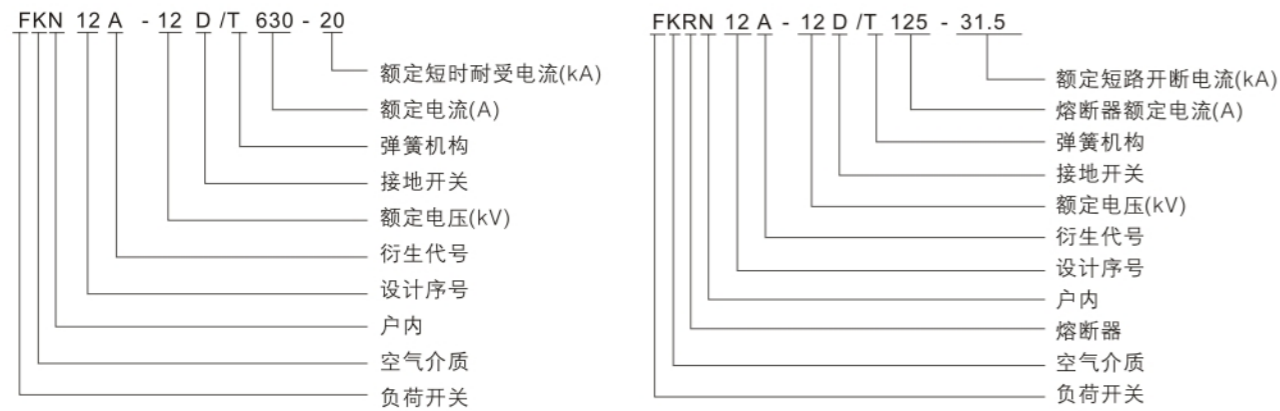 FKN 12 A - 12 D /T 630 - 20
额定短时耐受电流(kA)
额定电流(A)
弹簧机构
接地开关
额定电压(kV)
衍生代号
设计序号
户内
空气介质
负荷开关
FKRN 12 A - 12 D /T 125 - 31.5
额定短路开断电流(kA)
熔断器额定电流(A)
弹簧机构
接地开关
额定电压(kV)
衍生代号
设计序号
户内
熔断器
空气介质
负荷开关